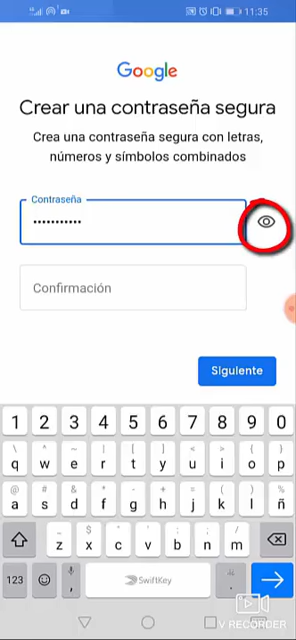 11:35
Google
Crear una contraseña segura
Crea una contraseña segura con letras,
números y símbolos combinados
Contraseña
•••••••••••
Confirmación
Siguiente
1 2 3 4 5 6 7 8 9 0
q w e r t y u i o p
a s d f g h j k l ñ
z x c v b n m
123 , SwiftKey .
V RECORDER